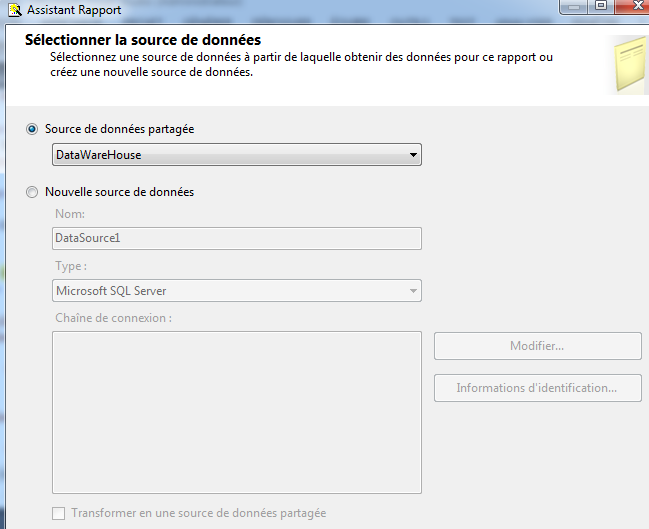 Assistant Rapport
Sélectionner la source de données
Sélectionnez une source de données à partir de laquelle obtenir des données pour ce rapport ou
créez une nouvelle source de données.
Source de données partagée
DataWareHouse
Nouvelle source de données
Nom:
DataSource1
Type :
Microsoft SQL Server
Chaîne de connexion :
Modifier...
Informations d'identification...
Transformer en une source de données partagée